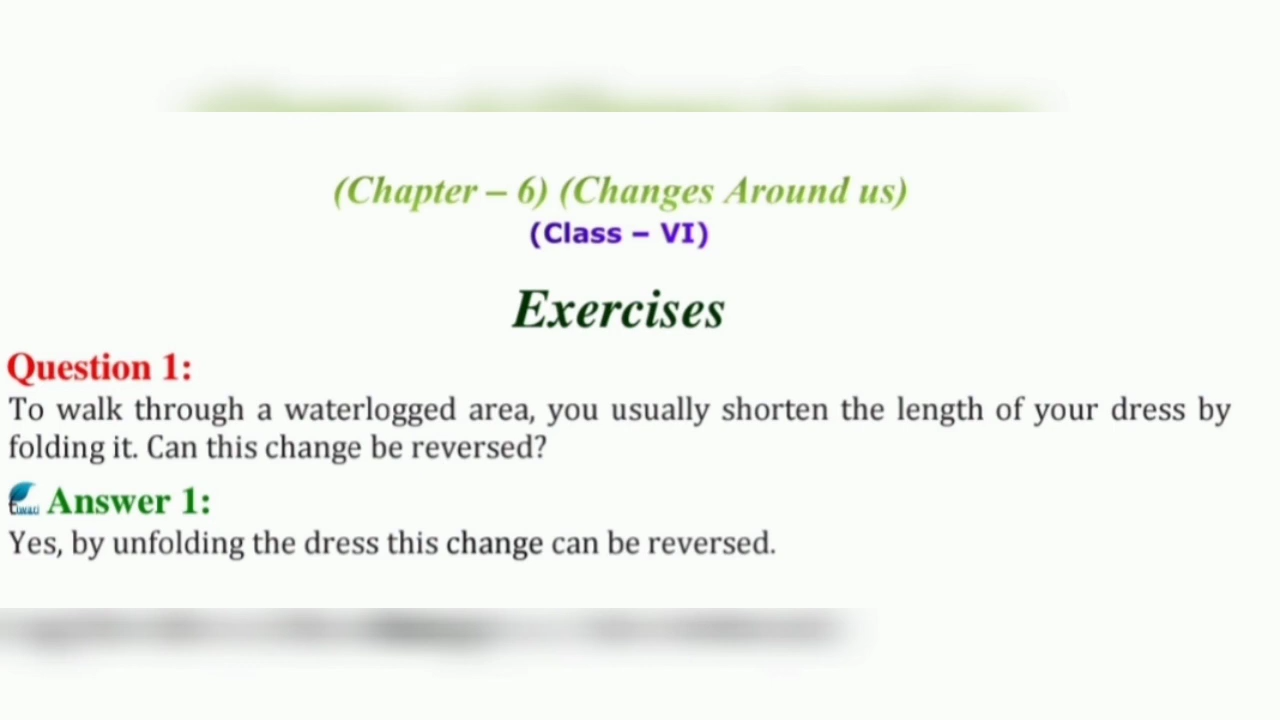 (Chapter – 6) (Changes Around us)
(Class – VI)
Exercises
Question 1:
To walk through a waterlogged area, you usually shorten the length of your dress by
folding it. Can this change be reversed?
Answer 1:
Yes, by unfolding the dress this change can be reversed.